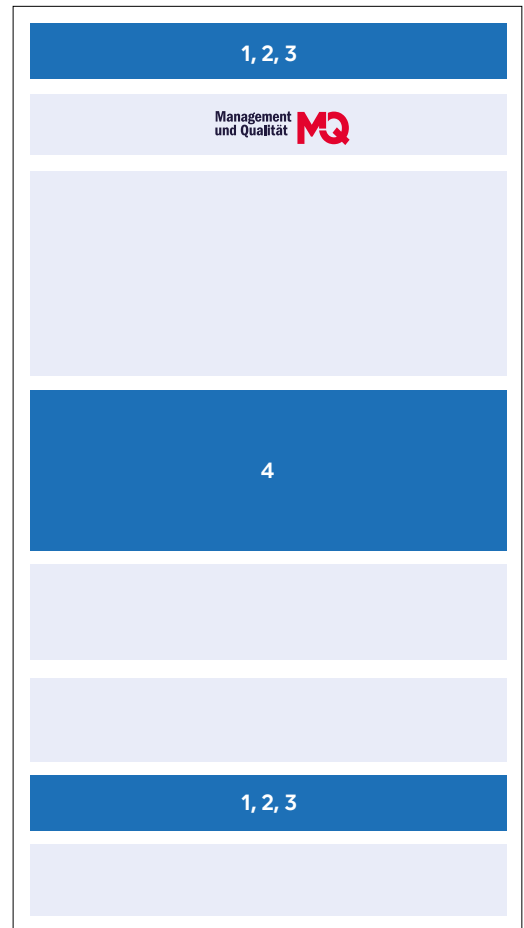 1, 2, 3
Management
und Qualität MQ
4
1, 2, 3